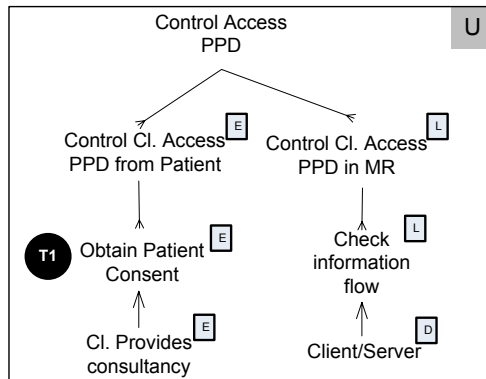 Control Access
PPD
U
Control Cl. Access
PPD from Patient
E
Control Cl. Access
PPD in MR
L
T1
Obtain Patient
Consent
E
Check
information
flow
L
Cl. Provides
consultancy
E
Client/Server
D